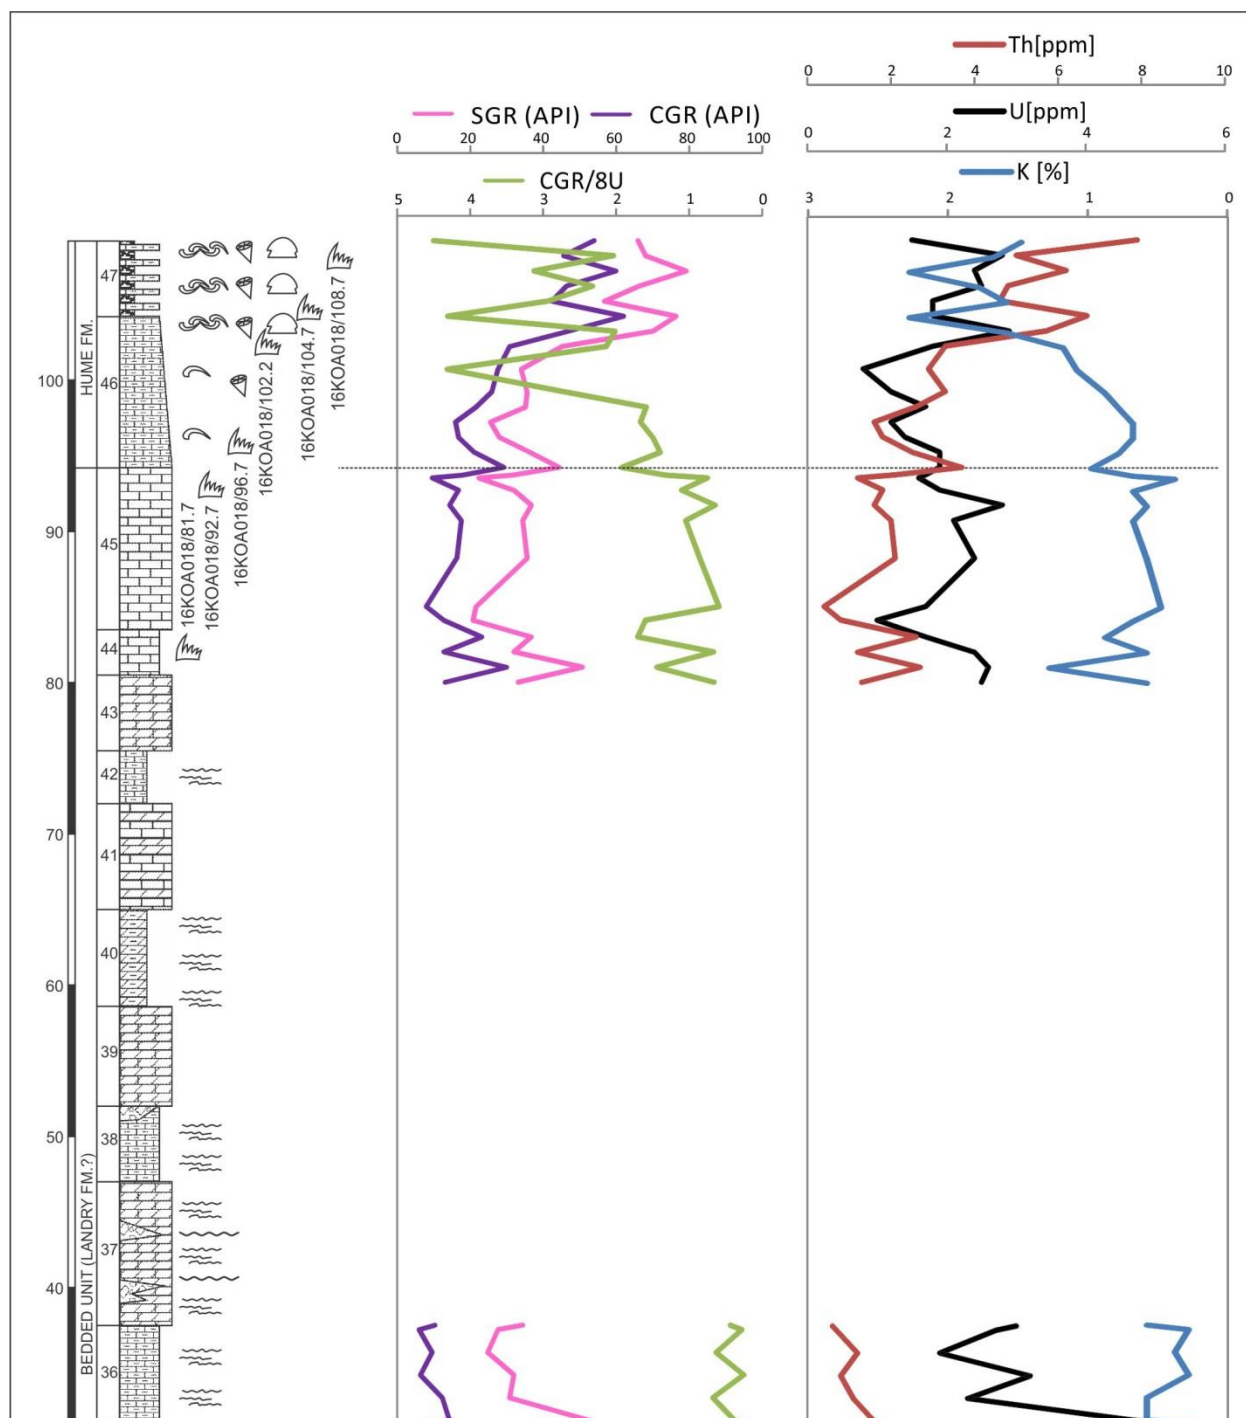 Th[ppm]
0 2 4 6 8 10
SGR (API) CGR (API)
U[ppm]
0 20 40 60 80 100
0 2 4 6
CGR/8U
K [%]
5 4 3 2 1 0
3 2 1 0
47
HUME FM.
16KOA018/108.7
16KOA018/104.7
16KOA018/102.2
100
46
16KOA018/96.7
16KOA018/92.7
16KOA018/81.7
90
45
44
80
43
42
70
41
40
60
39
50
38
BEDDED UNIT (LANDRY FM.?)
37
40
36